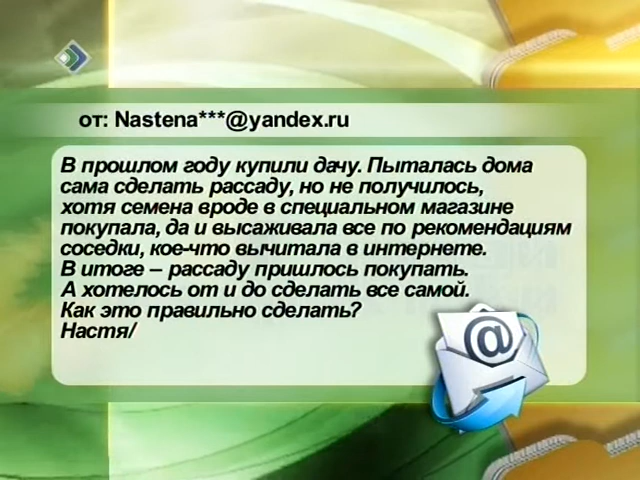 от: Nastena***@yandex.ru
В прошлом году купили дачу. Пыталась дома
сама сделать рассаду, но не получилось,
хотя семена вроде в специальном магазине
покупала, да и высаживала все по рекомендациям
соседки, кое-что вычитала в интернете.
В итоге – рассаду пришлось покупать.
А хотелось от и до сделать все самой.
Как это правильно сделать?
Настя/
@